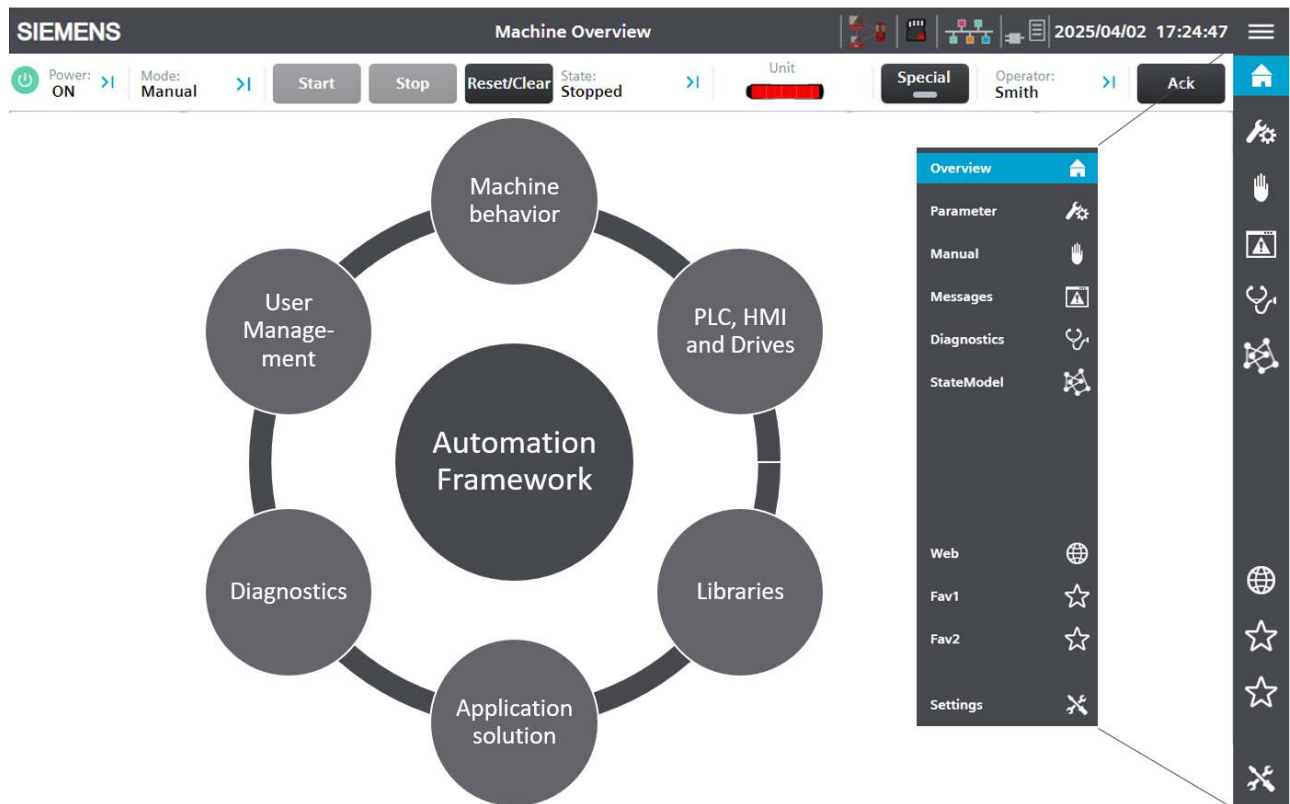 SIEMENS
Machine Overview
2025/04/02 17:24:47
Power:
ON
Mode:
Manual
Start
Stop
Reset/Clear
State:
Stopped
Unit
Special
Operator:
Smith
Ack
Machine
behavior
User
Manage-
ment
PLC, HMI
and Drives
Automation
Framework
Diagnostics
Libraries
Application
solution
Overview
Parameter
Manual
Messages
Diagnostics
StateModel
Web
Fav1
Fav2
Settings